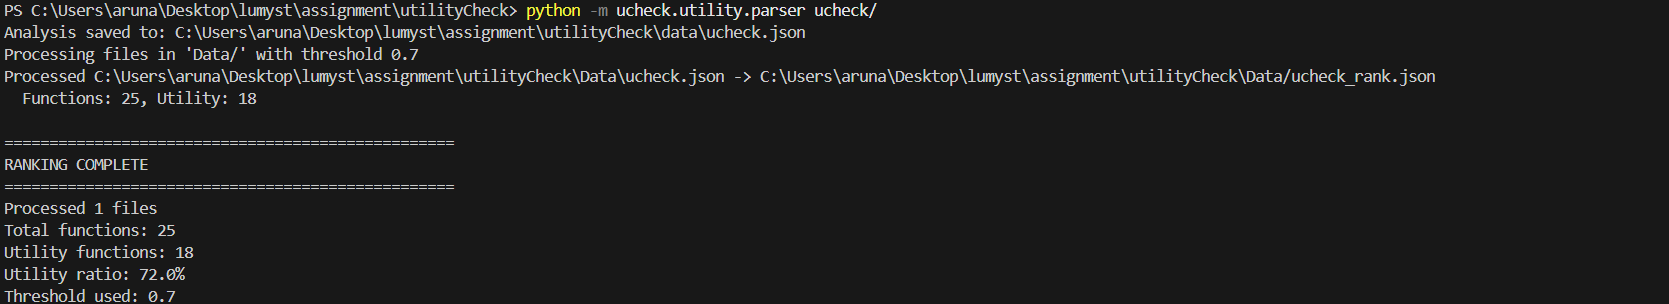 PS C:\Users\aruna\Desktop\lumyst\assignment\utilityCheck> python -m ucheck.utility.parser ucheck/
Analysis saved to: C:\Users\aruna\Desktop\lumyst\assignment\utilityCheck\data\ucheck.json
Processing files in 'Data/' with threshold 0.7
Processed C:\Users\aruna\Desktop\lumyst\assignment\utilityCheck\Data\ucheck.json -> C:\Users\aruna\Desktop\lumyst\assignment\utilityCheck\Data/ucheck_rank.json
  Functions: 25, Utility: 18
==================================================
RANKING COMPLETE
==================================================
Processed 1 files
Total functions: 25
Utility functions: 18
Utility ratio: 72.0%
Threshold used: 0.7